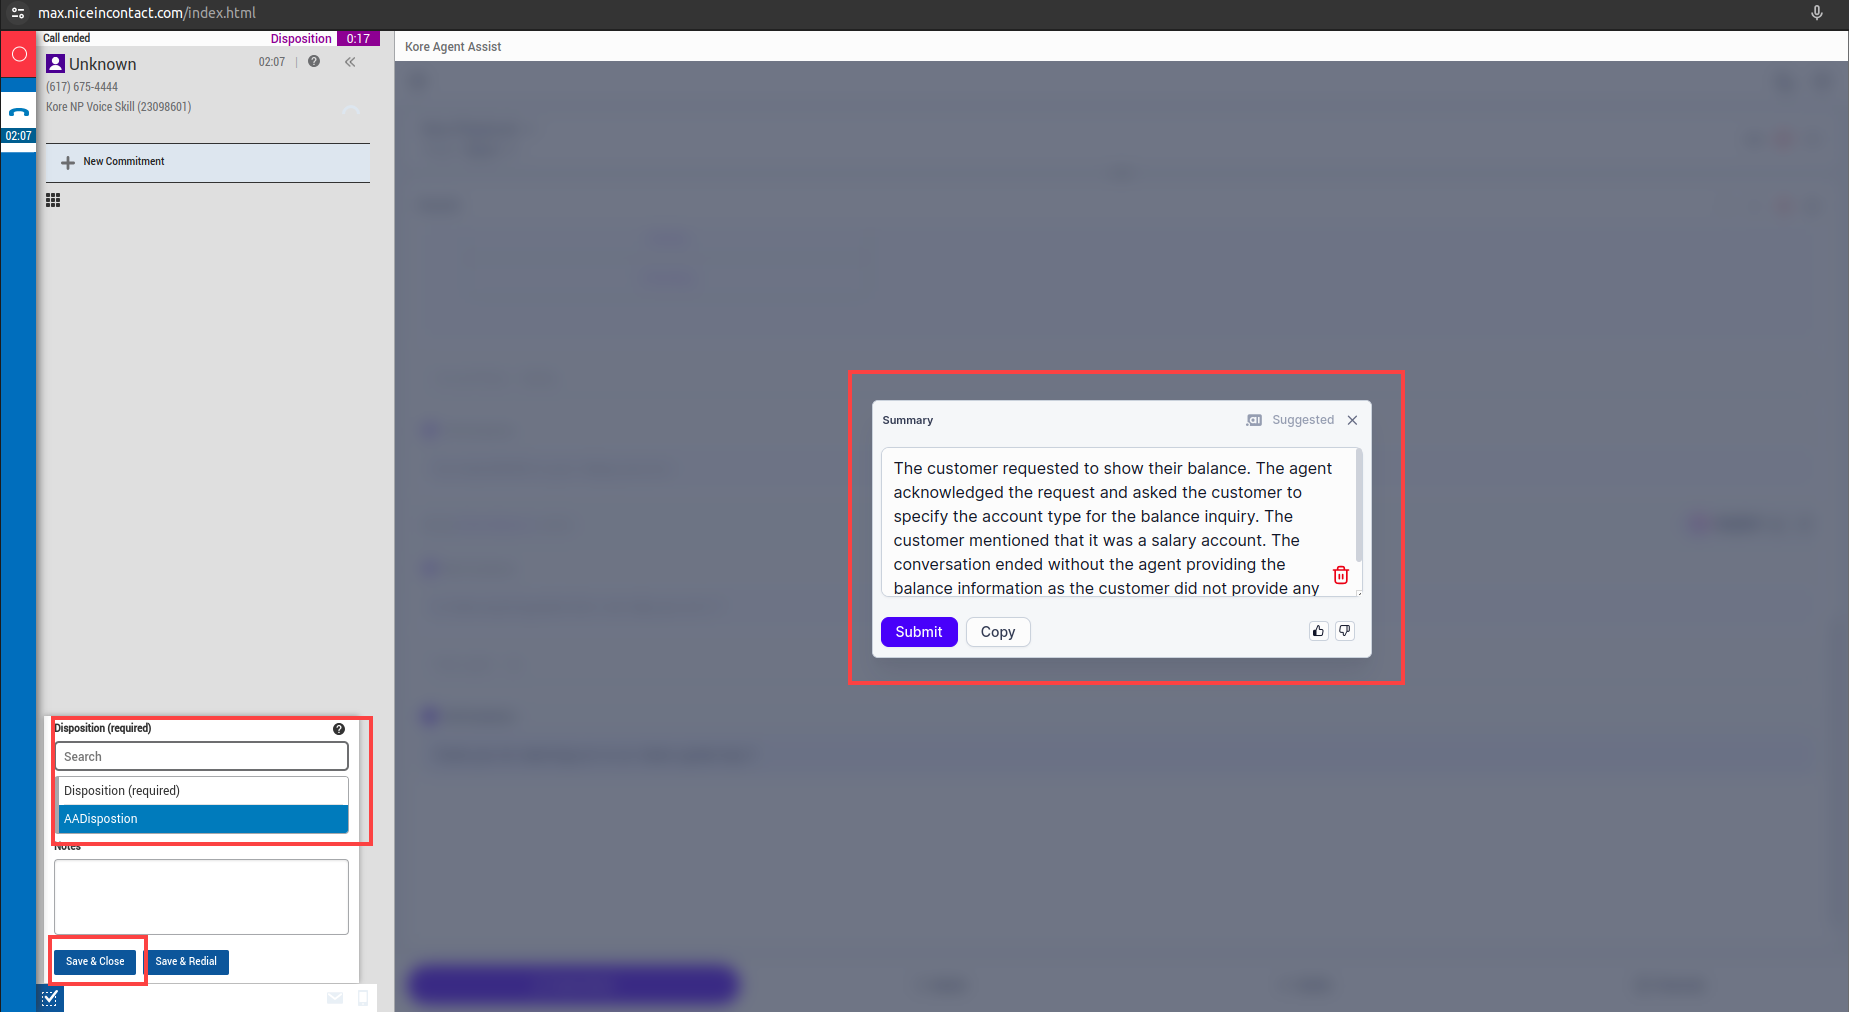 max.niceincontact.com/index.html
Call ended
Disposition 0:17
Kore Agent Assist
Unknown
02:07
(617) 675-4444
Kore NP Voice Skill (23098601)
02:07
New Commitment
Summary
.ai Suggested
The customer requested to show their balance. The agent
acknowledged the request and asked the customer to
specify the account type for the balance inquiry. The
customer mentioned that it was a salary account. The
conversation ended without the agent providing the
balance information as the customer did not provide any
Submit Copy
Disposition (required)
Search
Disposition (required)
AADispostion
Notes
Save & Close Save & Redial